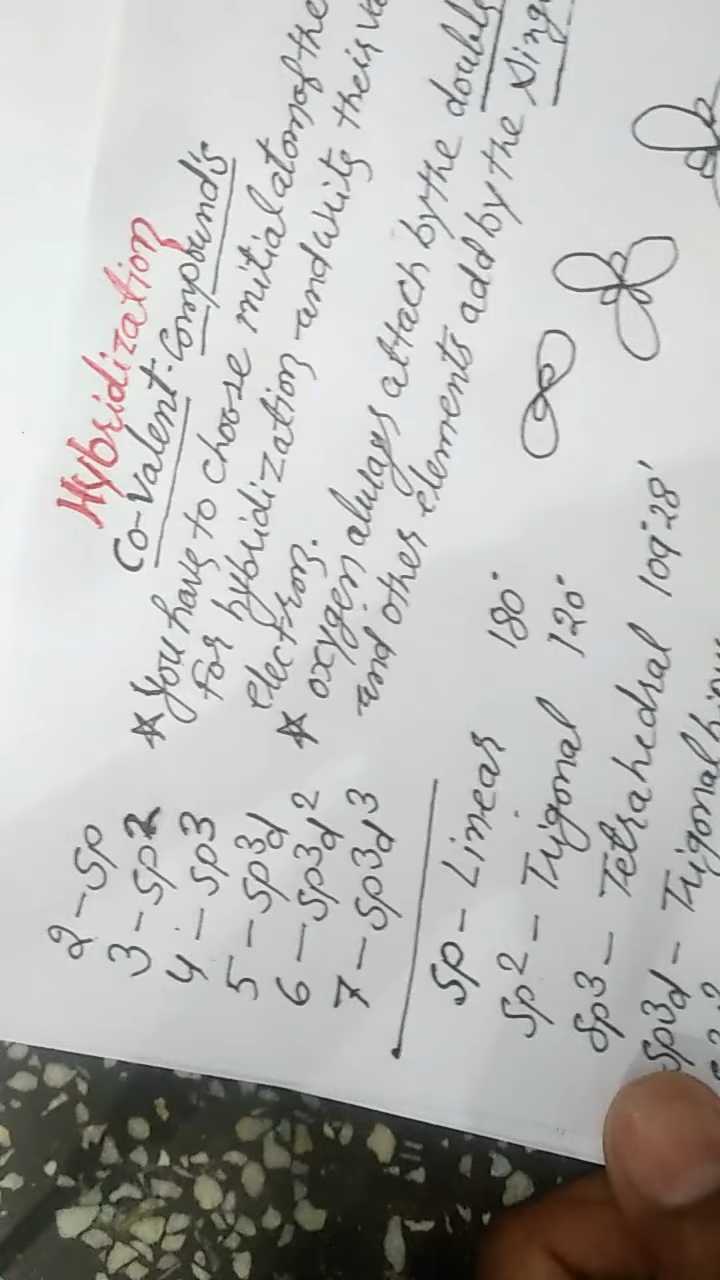 Hybridization
Co-Valent-Compounds
2 - Sp
3 - Sp2
4 - Sp3
5 - Sp3d
6 - Sp3d2
7 - Sp3d3
* You have to choose initial atom of the
for hybridization and write their va
electron.
* oxygen always attach by the double
and other elements add by the Sing
Sp - Linear 180°
Sp2 - Trigonal 120°
Sp3 - Tetrahedral 109°28'
Sp3d - Trigonal